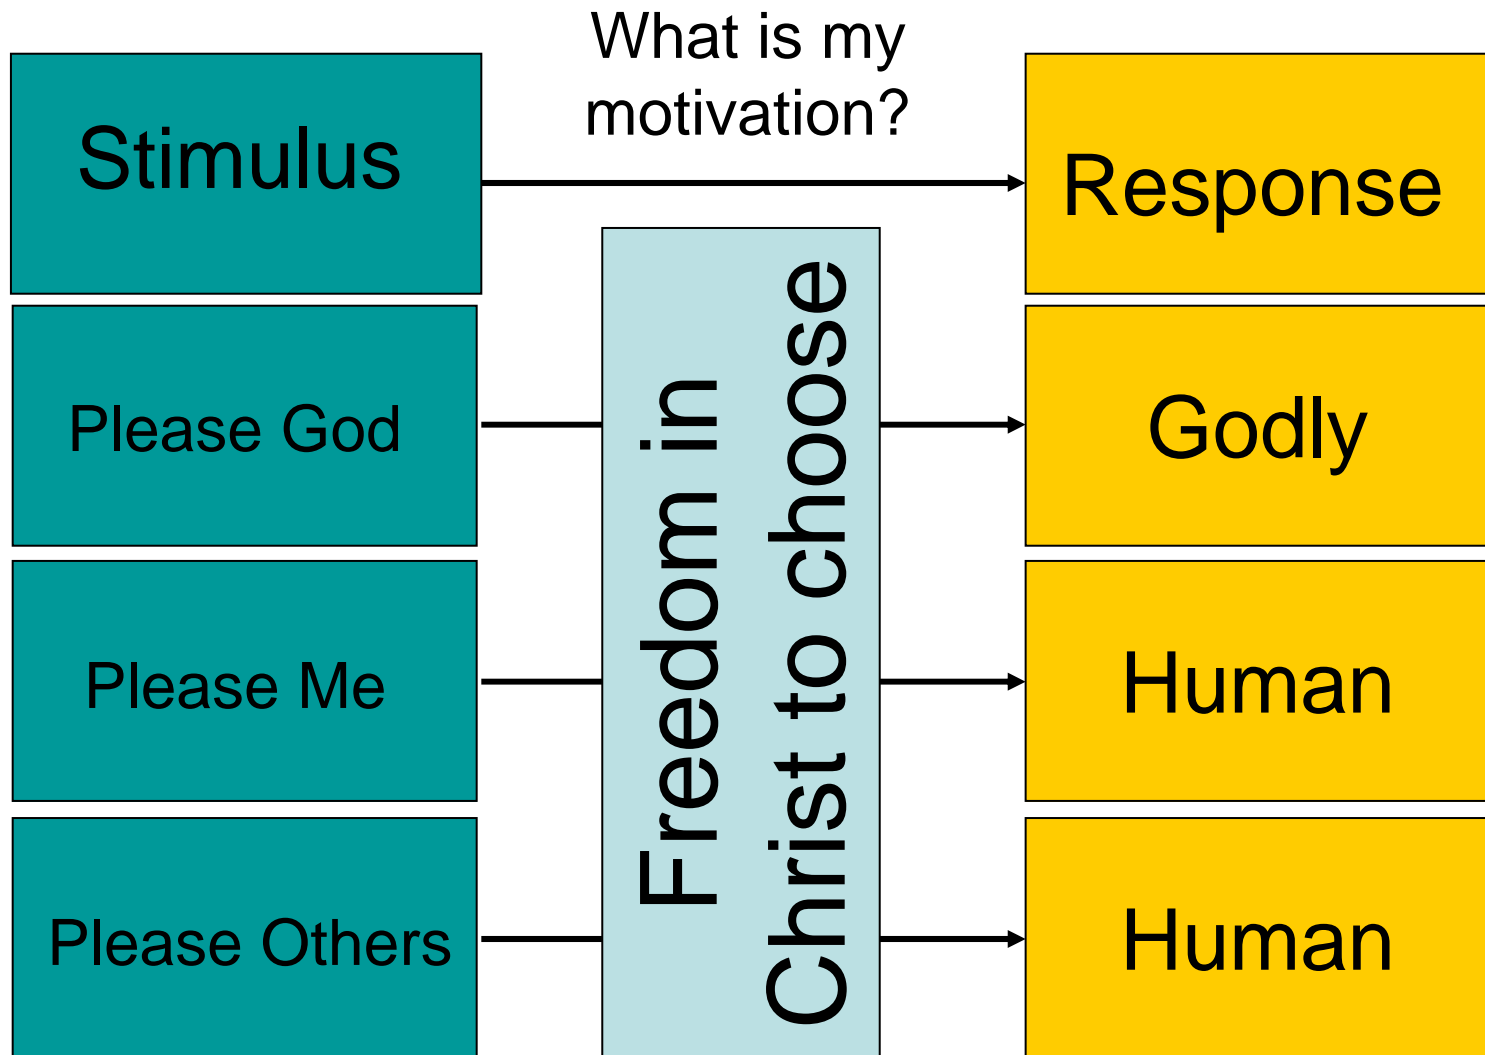 What is my
motivation?
Stimulus
Response
Please God
Freedom in
Christ to choose
Godly
Please Me
Human
Please Others
Human